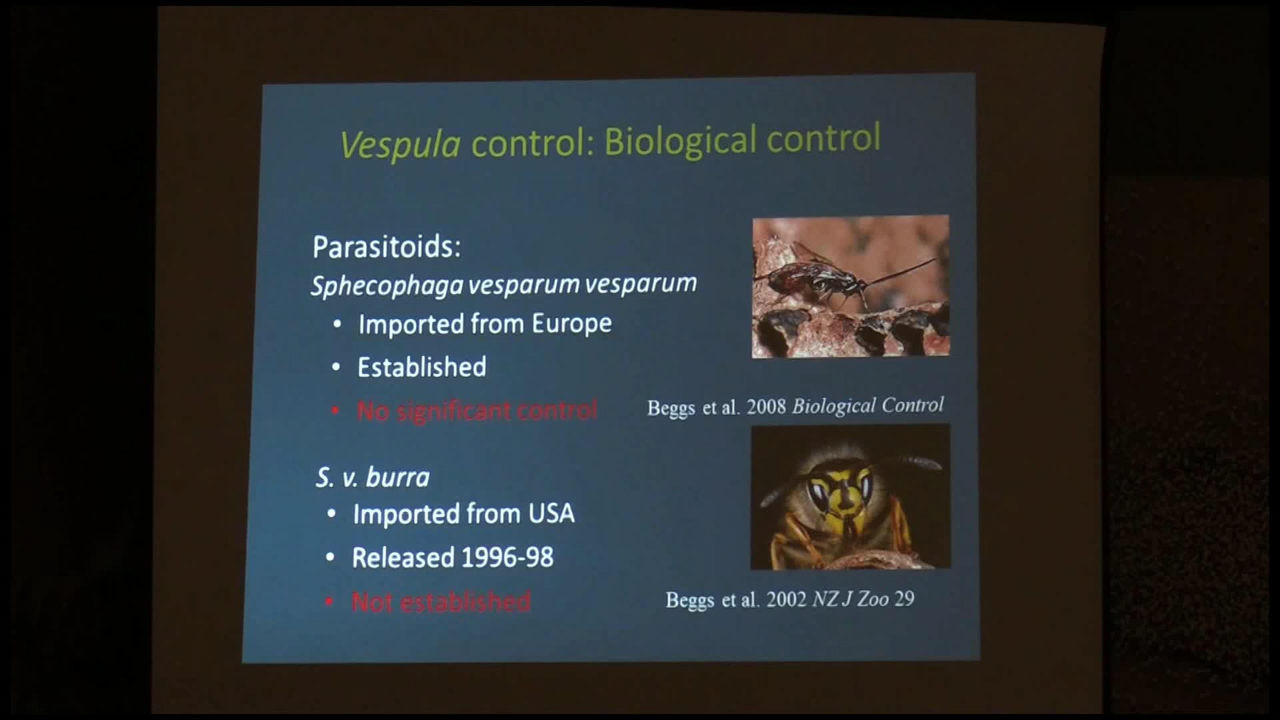 Vespula control: Biological control
Parasitoids:
Sphecophaga vesparum vesparum
• Imported from Europe
• Established
• No significant control
Beggs et al. 2008 Biological Control
S. v. burra
• Imported from USA
• Released 1996-98
• Not established
Beggs et al. 2002 NZ J Zoo 29